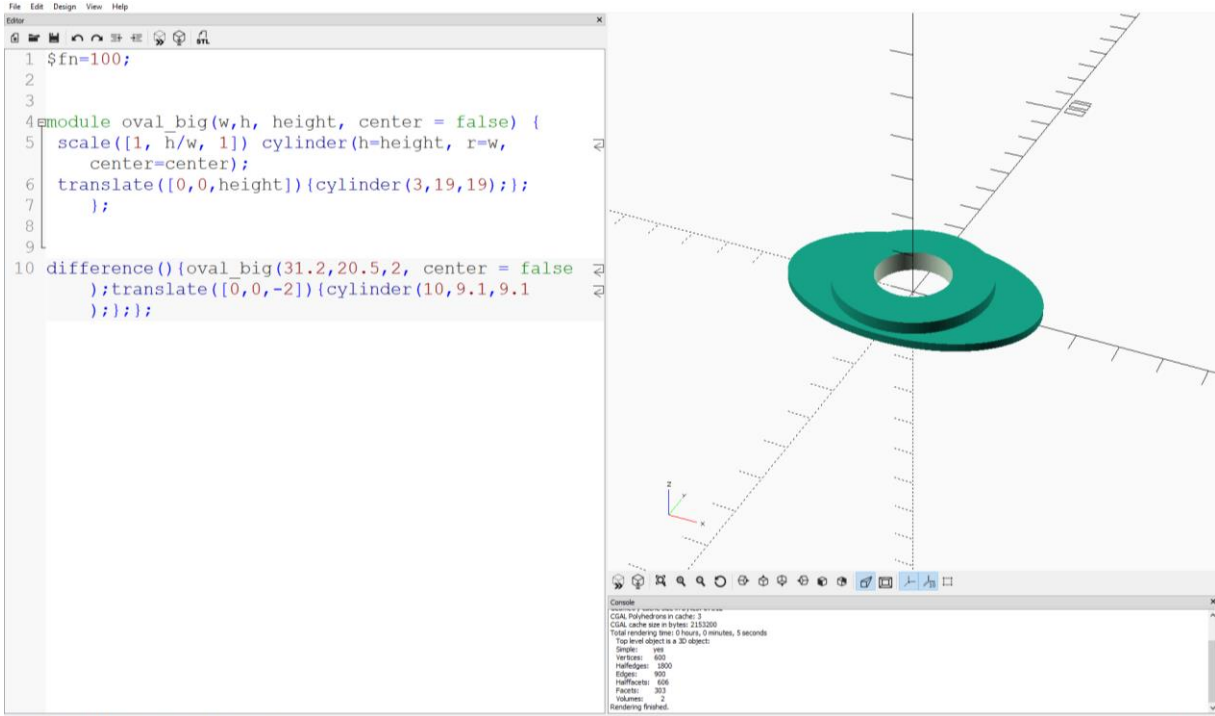 File Edit Design View Help
Editor
STL
1 $fn=100;
2
3
4 module oval_big(w,h, height, center = false) {
5 scale([1, h/w, 1]) cylinder(h=height, r=w,
center=center);
6 translate([0,0,height]){cylinder(3,19,19);};
7 };
8
9
10 difference(){oval_big(31.2,20.5,2, center = false
);translate([0,0,-2]){cylinder(10,9.1,9.1
);};};
z
y
x
Console
CGAL Polyhedrons in cache: 3
CGAL cache size in bytes: 2153200
Total rendering time: 0 hours, 0 minutes, 5 seconds
Top level object is a 3D object:
Simple: yes
Vertices: 600
Halfedges: 1800
Edges: 900
Halffacets: 606
Facets: 303
Volumes: 2
Rendering finished.